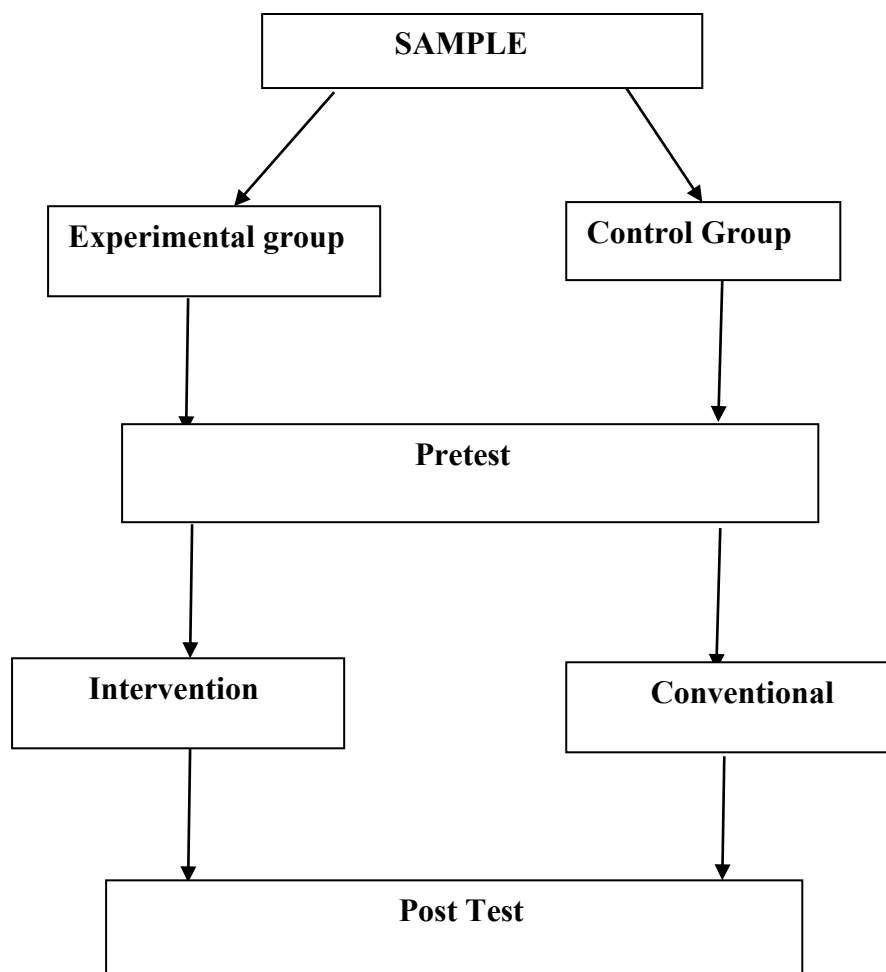 SAMPLE
Experimental group
Control Group
Pretest
Intervention
Conventional
Post Test